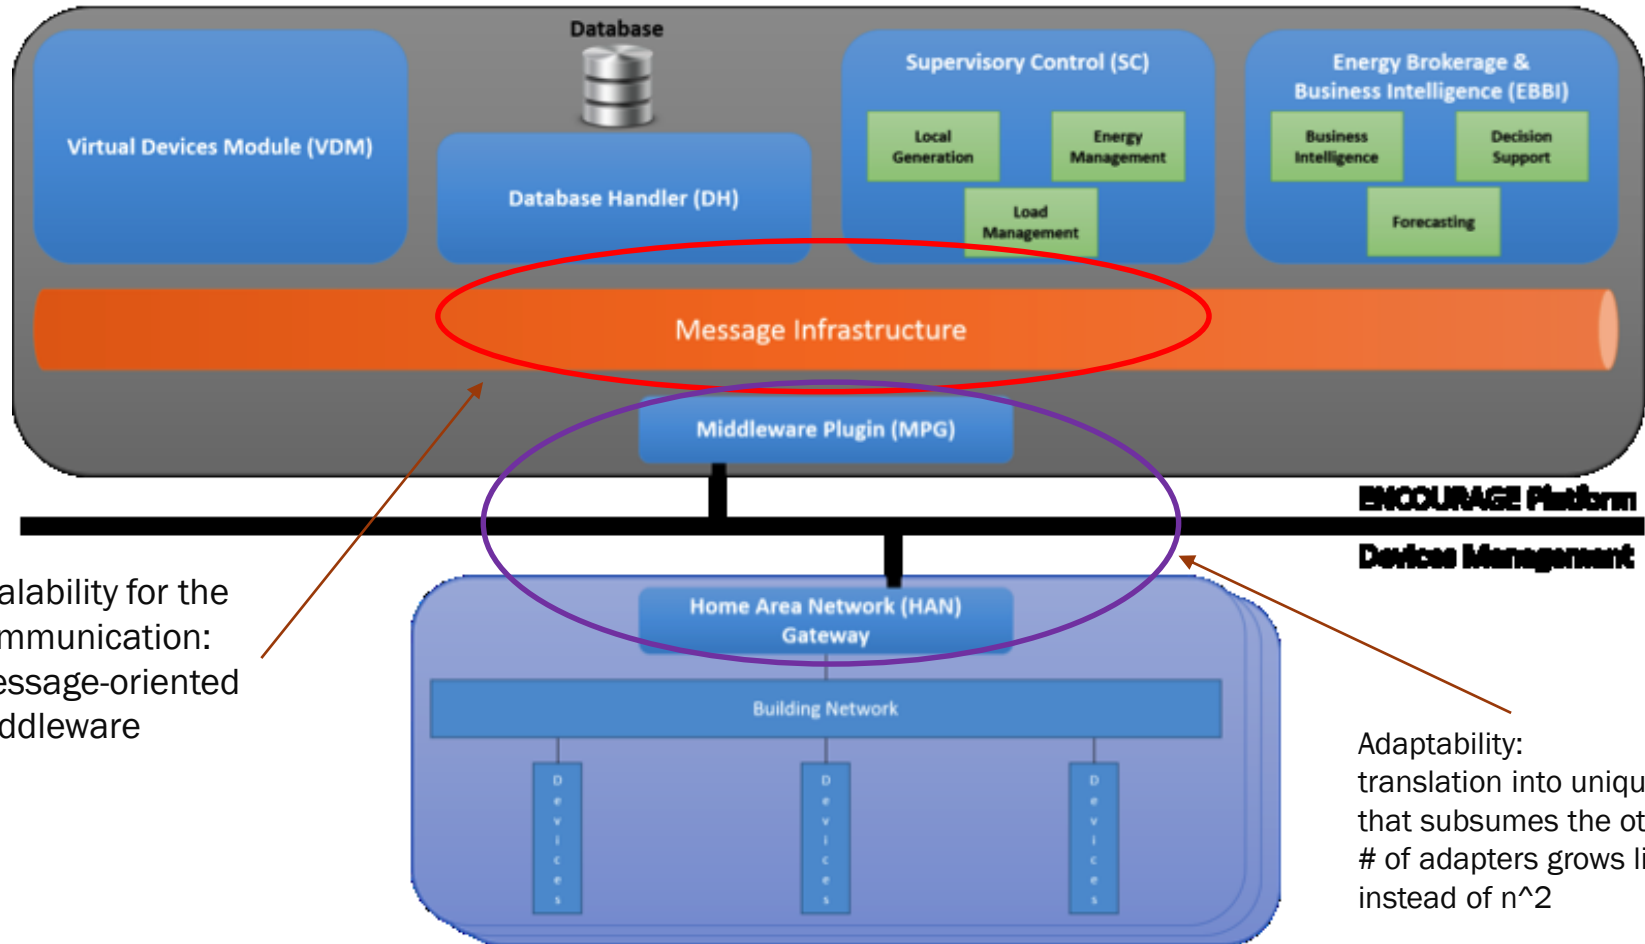 Database
Supervisory Control (SC)
Energy Brokerage &
Business Intelligence (EBBI)
Virtual Devices Module (VDM)
Database Handler (DH)
Local
Generation
Energy
Management
Load
Management
Business
Intelligence
Decision
Support
Forecasting
Message Infrastructure
Middleware Plugin (MPG)
ENCOURAGE Platform
Devices Management
alability for the
mmunication:
essage-oriented
ddleware
Home Area Network (HAN)
Gateway
Building Network
Devices
Devices
Devices
Adaptability:
translation into uniqu
that subsumes the ot
# of adapters grows li
instead of n^2